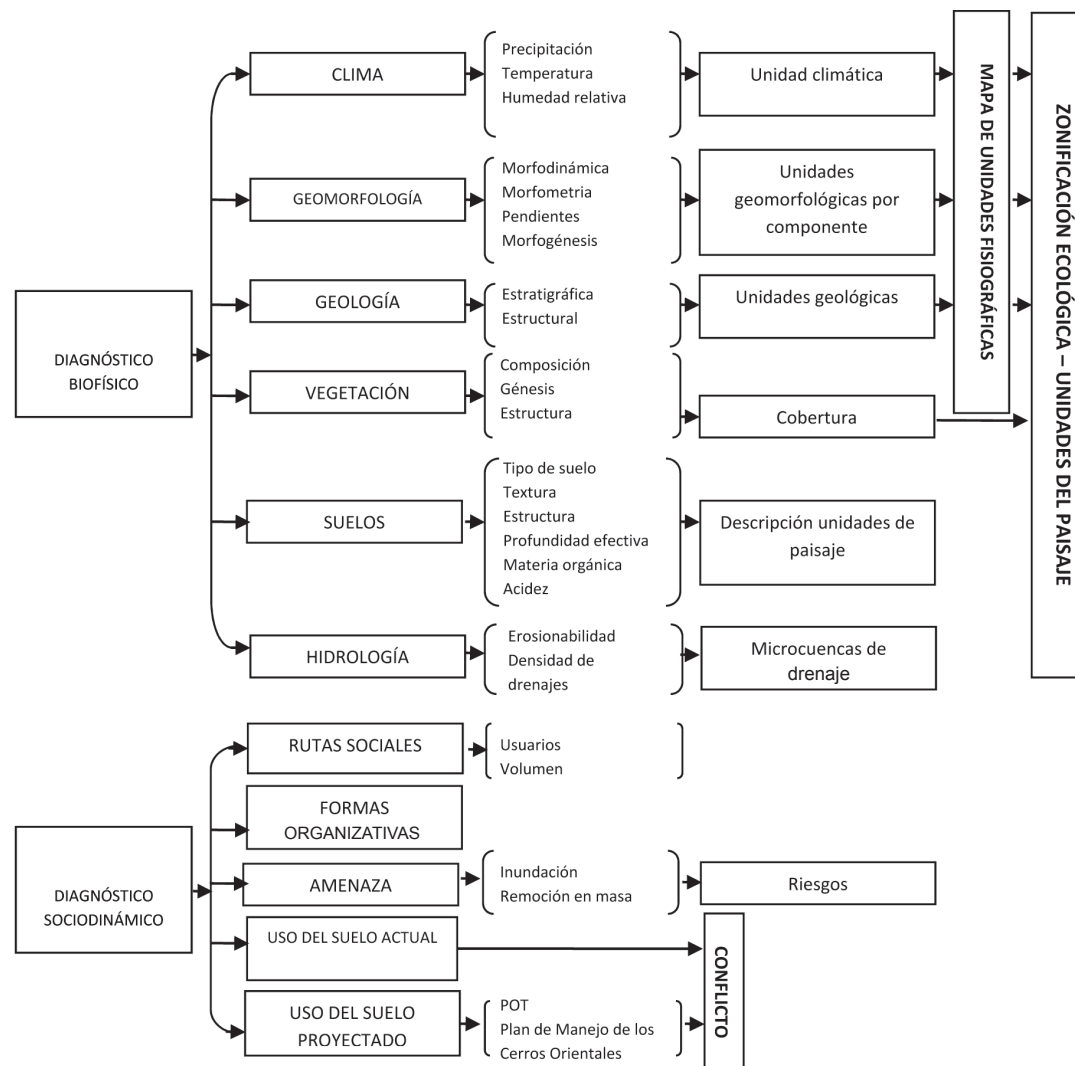 CLIMA
Precipitación
Temperatura
Humedad relativa
Unidad climática
GEOMORFOLOGÍA
Morfodinámica
Morfometria
Pendientes
Morfogénesis
Unidades
geomorfológicas por
componente
GEOLOGÍA
Estratigráfica
Estructural
Unidades geológicas
DIAGNÓSTICO
BIOFÍSICO
VEGETACIÓN
Composición
Génesis
Estructura
Cobertura
SUELOS
Tipo de suelo
Textura
Estructura
Profundidad efectiva
Materia orgánica
Acidez
Descripción unidades de
paisaje
HIDROLOGÍA
Erosionabilidad
Densidad de
drenajes
Microcuencas de
drenaje
MAPA DE UNIDADES FISIOGRÁFICAS
ZONIFICACIÓN ECOLÓGICA – UNIDADES DEL PAISAJE
RUTAS SOCIALES
Usuarios
Volumen
FORMAS
ORGANIZATIVAS
DIAGNÓSTICO
SOCIODINÁMICO
AMENAZA
Inundación
Remoción en masa
Riesgos
USO DEL SUELO ACTUAL
USO DEL SUELO
PROYECTADO
POT
Plan de Manejo de los
Cerros Orientales
CONFLICTO